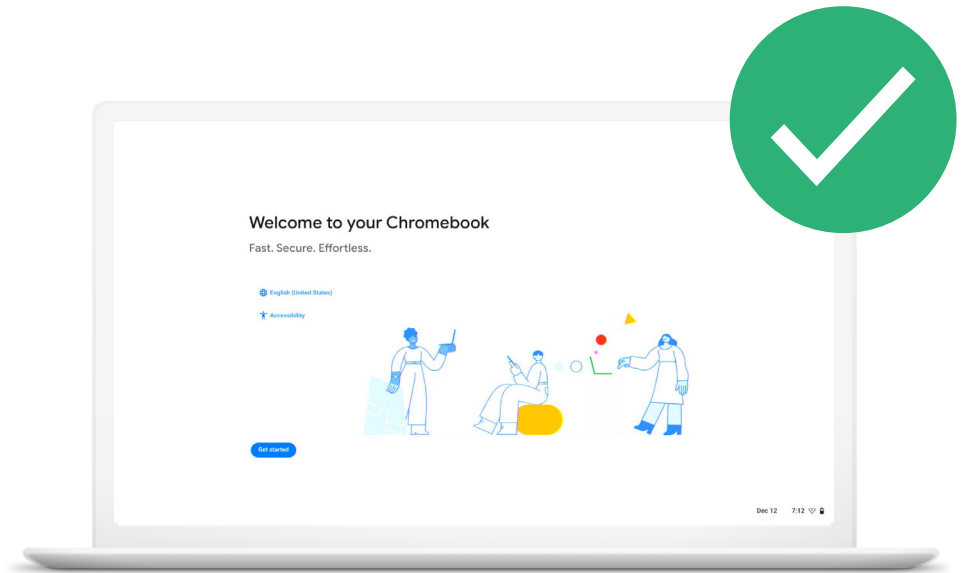 Welcome to your Chromebook
Fast. Secure. Effortless.
English (United States)
Accessibility
Get started
Dec 12 7:12